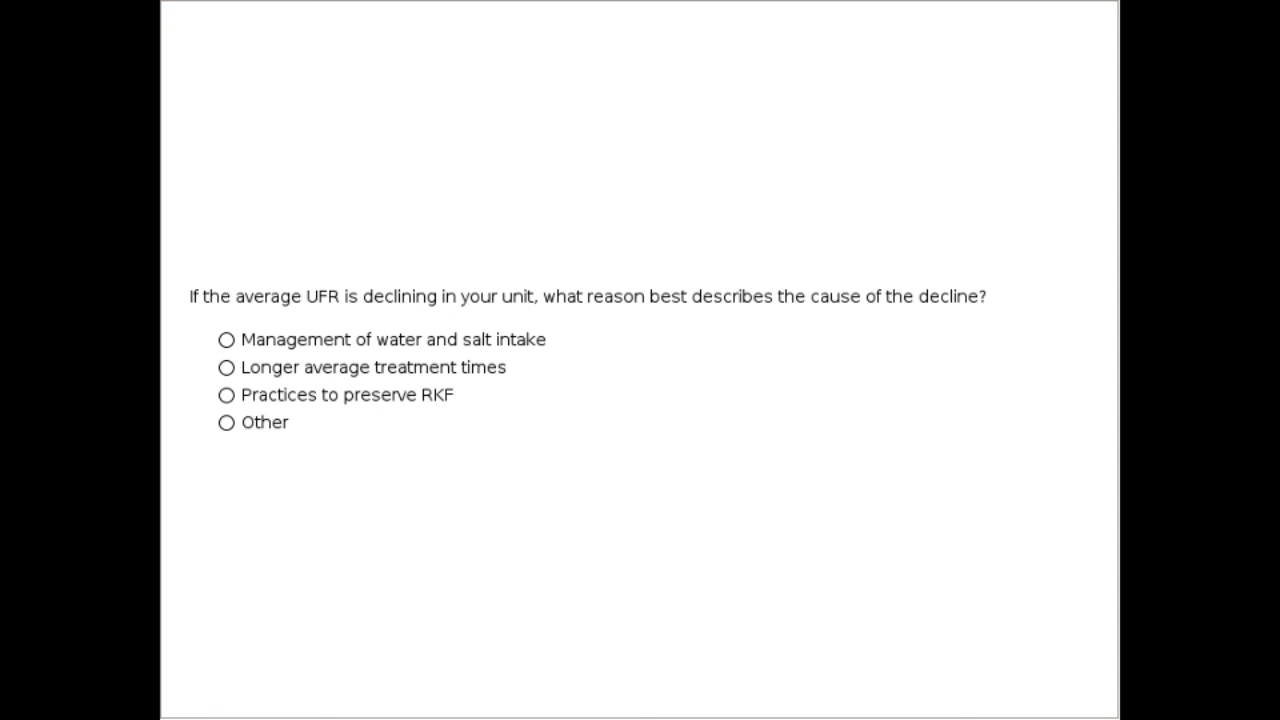 If the average UFR is declining in your unit, what reason best describes the cause of the decline?
Management of water and salt intake
Longer average treatment times
Practices to preserve RKF
Other